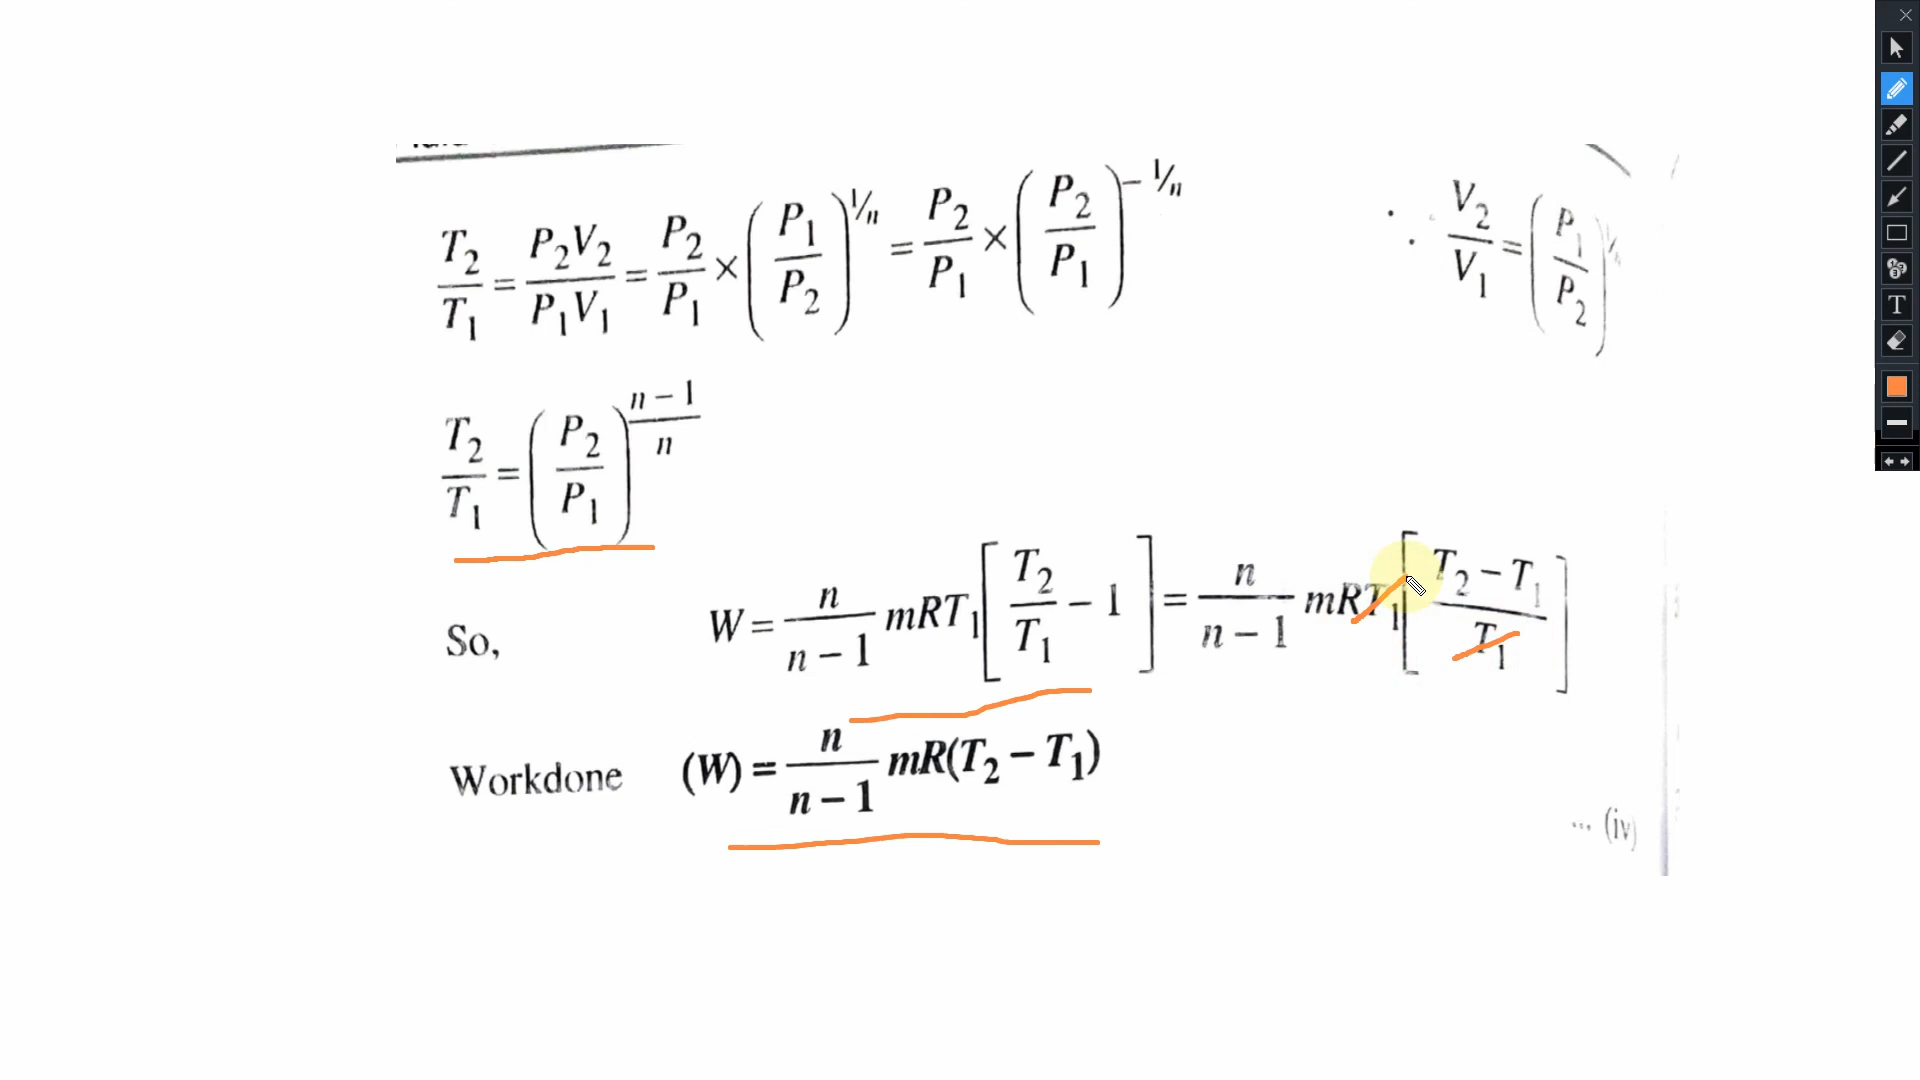 T₂/T₁ = P₂V₂/P₁V₁ = P₂/P₁ × (P₁/P₂)^(1/n) = P₂/P₁ × (P₂/P₁)^(− 1/n) ∵ V₂/V₁ = (P₁/P₂)
T₂/T₁ = (P₂/P₁)^((n − 1)/n)
So, W = n/(n − 1) mRT₁ [T₂/T₁ − 1] = n/(n − 1) mRT₁ [(T₂ − T₁)/T₁]
Workdone (W) = n/(n − 1) mR(T₂ − T₁)
... (iv)